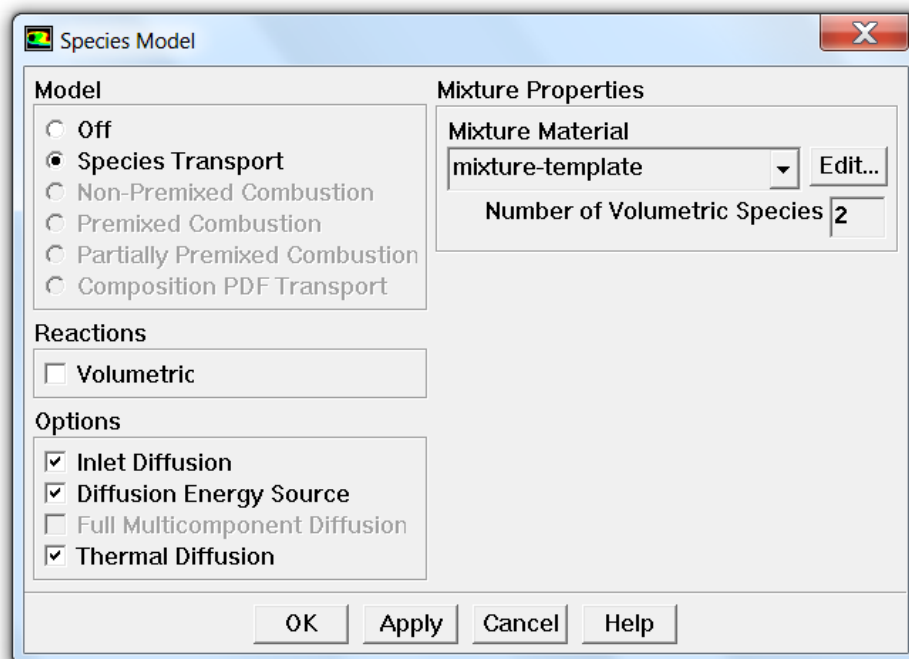 Species Model
Model
Off
Species Transport
Non-Premixed Combustion
Premixed Combustion
Partially Premixed Combustion
Composition PDF Transport
Reactions
Volumetric
Options
Inlet Diffusion
Diffusion Energy Source
Full Multicomponent Diffusion
Thermal Diffusion
Mixture Properties
Mixture Material
mixture-template
Edit...
Number of Volumetric Species 2
OK Apply Cancel Help